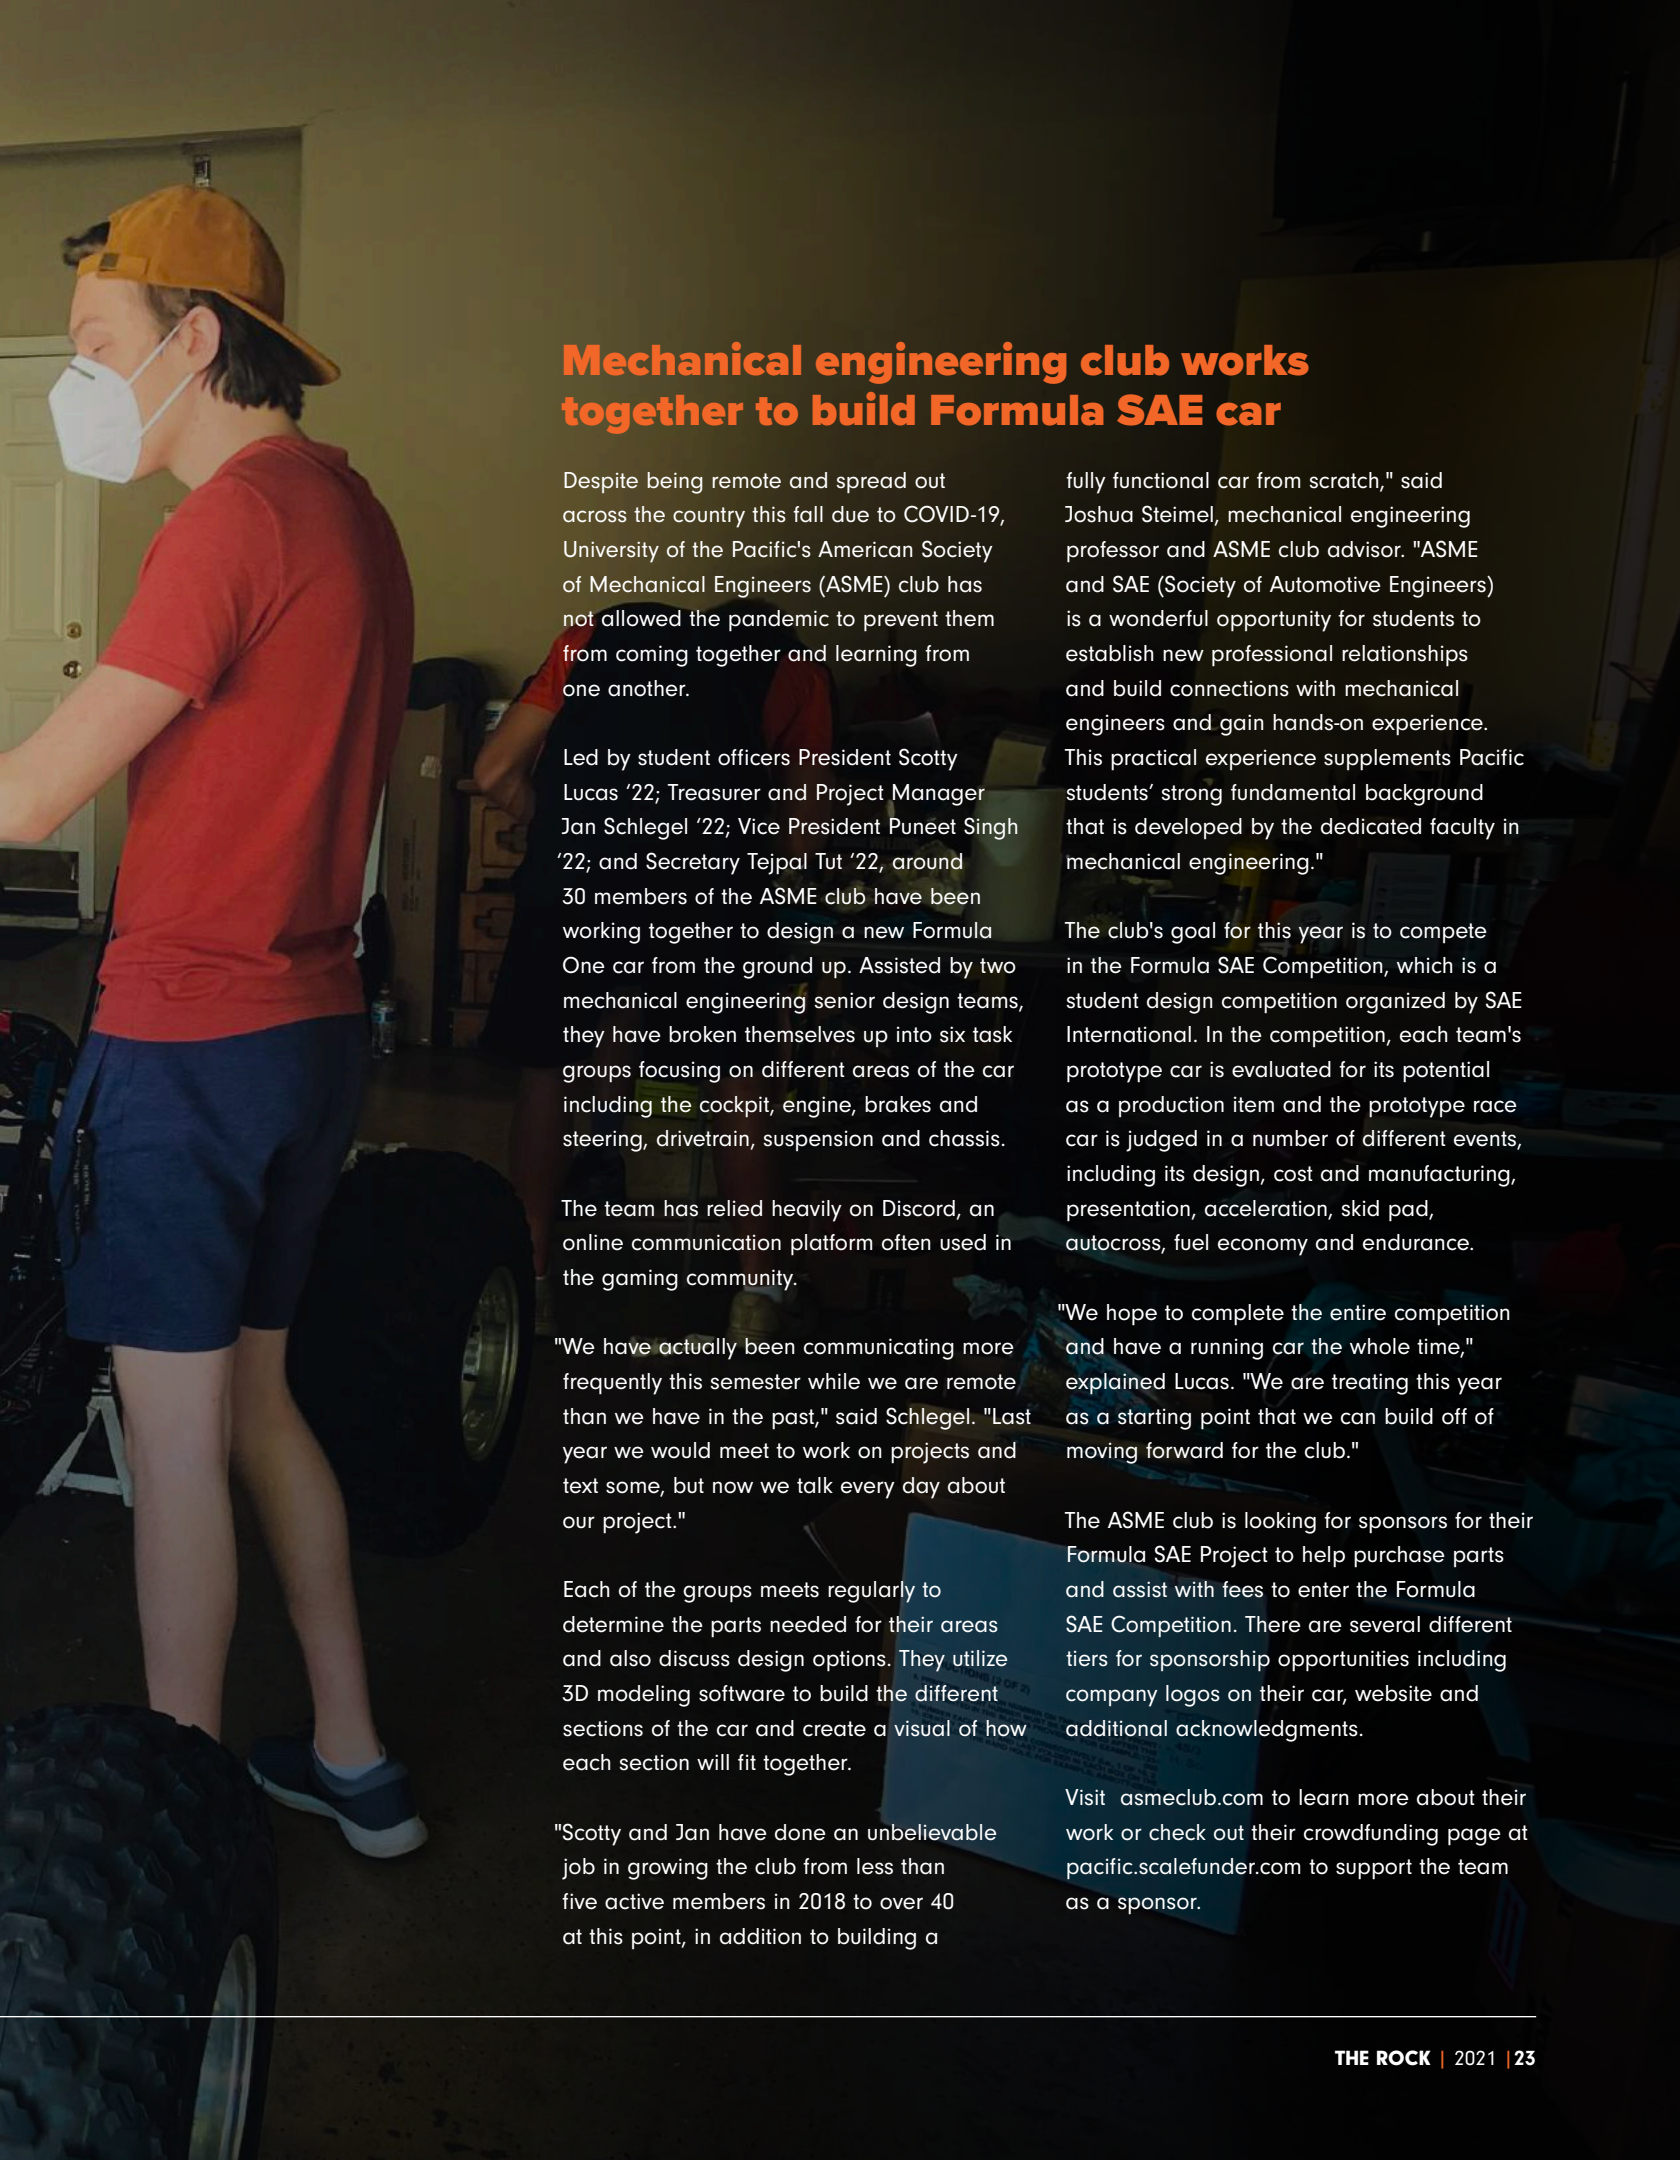 Mechanical engineering club works
together to build Formula SAE car
Despite being remote and spread out
across the country this fall due to COVID-19,
University of the Pacific's American Society
of Mechanical Engineers (ASME) club has
not allowed the pandemic to prevent them
from coming together and learning from
one another.
Led by student officers President Scotty
Lucas ‘22; Treasurer and Project Manager
Jan Schlegel ‘22; Vice President Puneet Singh
‘22; and Secretary Tejpal Tut ‘22, around
30 members of the ASME club have been
working together to design a new Formula
One car from the ground up. Assisted by two
mechanical engineering senior design teams,
they have broken themselves up into six task
groups focusing on different areas of the car
including the cockpit, engine, brakes and
steering, drivetrain, suspension and chassis.
The team has relied heavily on Discord, an
online communication platform often used in
the gaming community.
"We have actually been communicating more
frequently this semester while we are remote
than we have in the past," said Schlegel. "Last
year we would meet to work on projects and
text some, but now we talk every day about
our project."
Each of the groups meets regularly to
determine the parts needed for their areas
and also discuss design options. They utilize
3D modeling software to build the different
sections of the car and create a visual of how
each section will fit together.
"Scotty and Jan have done an unbelievable
job in growing the club from less than
five active members in 2018 to over 40
at this point, in addition to building a
fully functional car from scratch," said
Joshua Steimel, mechanical engineering
professor and ASME club advisor. "ASME
and SAE (Society of Automotive Engineers)
is a wonderful opportunity for students to
establish new professional relationships
and build connections with mechanical
engineers and gain hands-on experience.
This practical experience supplements Pacific
students’ strong fundamental background
that is developed by the dedicated faculty in
mechanical engineering."
The club's goal for this year is to compete
in the Formula SAE Competition, which is a
student design competition organized by SAE
International. In the competition, each team's
prototype car is evaluated for its potential
as a production item and the prototype race
car is judged in a number of different events,
including its design, cost and manufacturing,
presentation, acceleration, skid pad,
autocross, fuel economy and endurance.
"We hope to complete the entire competition
and have a running car the whole time,"
explained Lucas. "We are treating this year
as a starting point that we can build off of
moving forward for the club."
The ASME club is looking for sponsors for their
Formula SAE Project to help purchase parts
and assist with fees to enter the Formula
SAE Competition. There are several different
tiers for sponsorship opportunities including
company logos on their car, website and
additional acknowledgments.
Visit asmeclub.com to learn more about their
work or check out their crowdfunding page at
pacific.scalefunder.com to support the team
as a sponsor.
THE ROCK | 2021 | 23